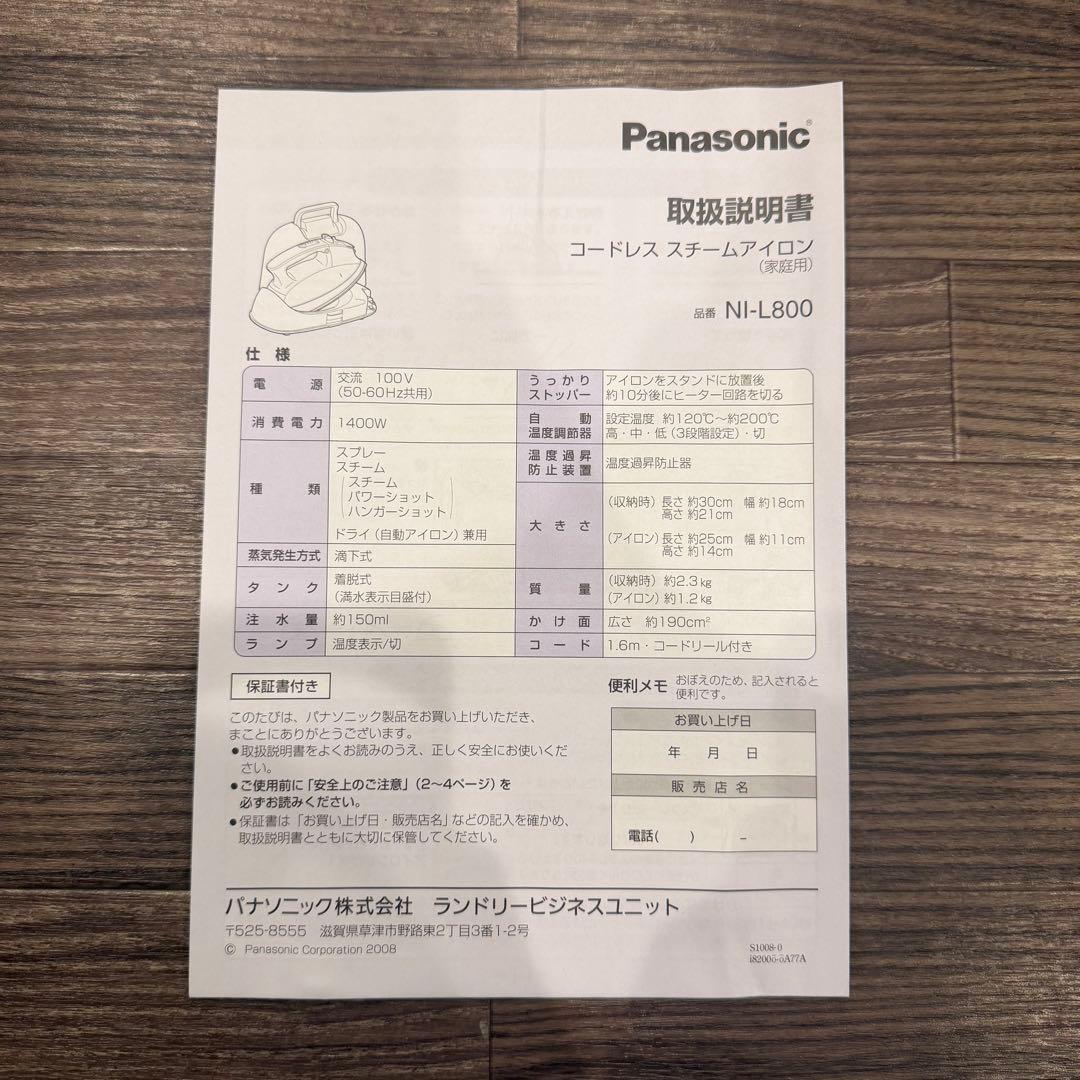 Panasonic®
取扱説明書
コードレス スチームアイロン
(家庭用)
品番 NI-L800
仕 様
電 源
交流 100V
(50-60Hz共用)
消費電力
1400W
種 類
スプレー
スチーム
(スチーム
パワーショット
ハンガーショット)
ドライ(自動アイロン)兼用
蒸気発生方式
滴下式
タ ン ク
着脱式
(満水表示目盛付)
注 水 量
約150ml
ラ ン プ
温度表示/切
うっかり
ストッパー
アイロンをスタンドに放置後
約10分後にヒーター回路を切る
自 動
温度調節器
設定温度 約120℃~約200℃
高・中・低(3段階設定)・切
温度過昇
防止装置
温度過昇防止器
大 き さ
(収納時) 長さ 約30cm 幅 約18cm
高さ 約21cm
(アイロン) 長さ 約25cm 幅 約11cm
高さ 約14cm
質 量
(収納時) 約2.3kg
(アイロン) 約1.2kg
か け 面
広さ 約190cm²
コ ー ド
1.6m・コードリール付き
保証書付き
このたびは、パナソニック製品をお買い上げいただき、
まことにありがとうございます。
●取扱説明書をよくお読みのうえ、正しく安全にお使いくだ
さい。
●ご使用前に「安全上のご注意」(2~4ページ)を
必ずお読みください。
●保証書は「お買い上げ日・販売店名」などの記入を確かめ、
取扱説明書とともに大切に保管してください。
便利メモ
おぼえのため、記入されると
便利です。
お買い上げ日
年 月 日
販 売 店 名
電話( ) –
パナソニック株式会社 ランドリービジネスユニット
〒525-8555 滋賀県草津市野路東2丁目3番1-2号
© Panasonic Corporation 2008
S1008-0
i82005-5A77A